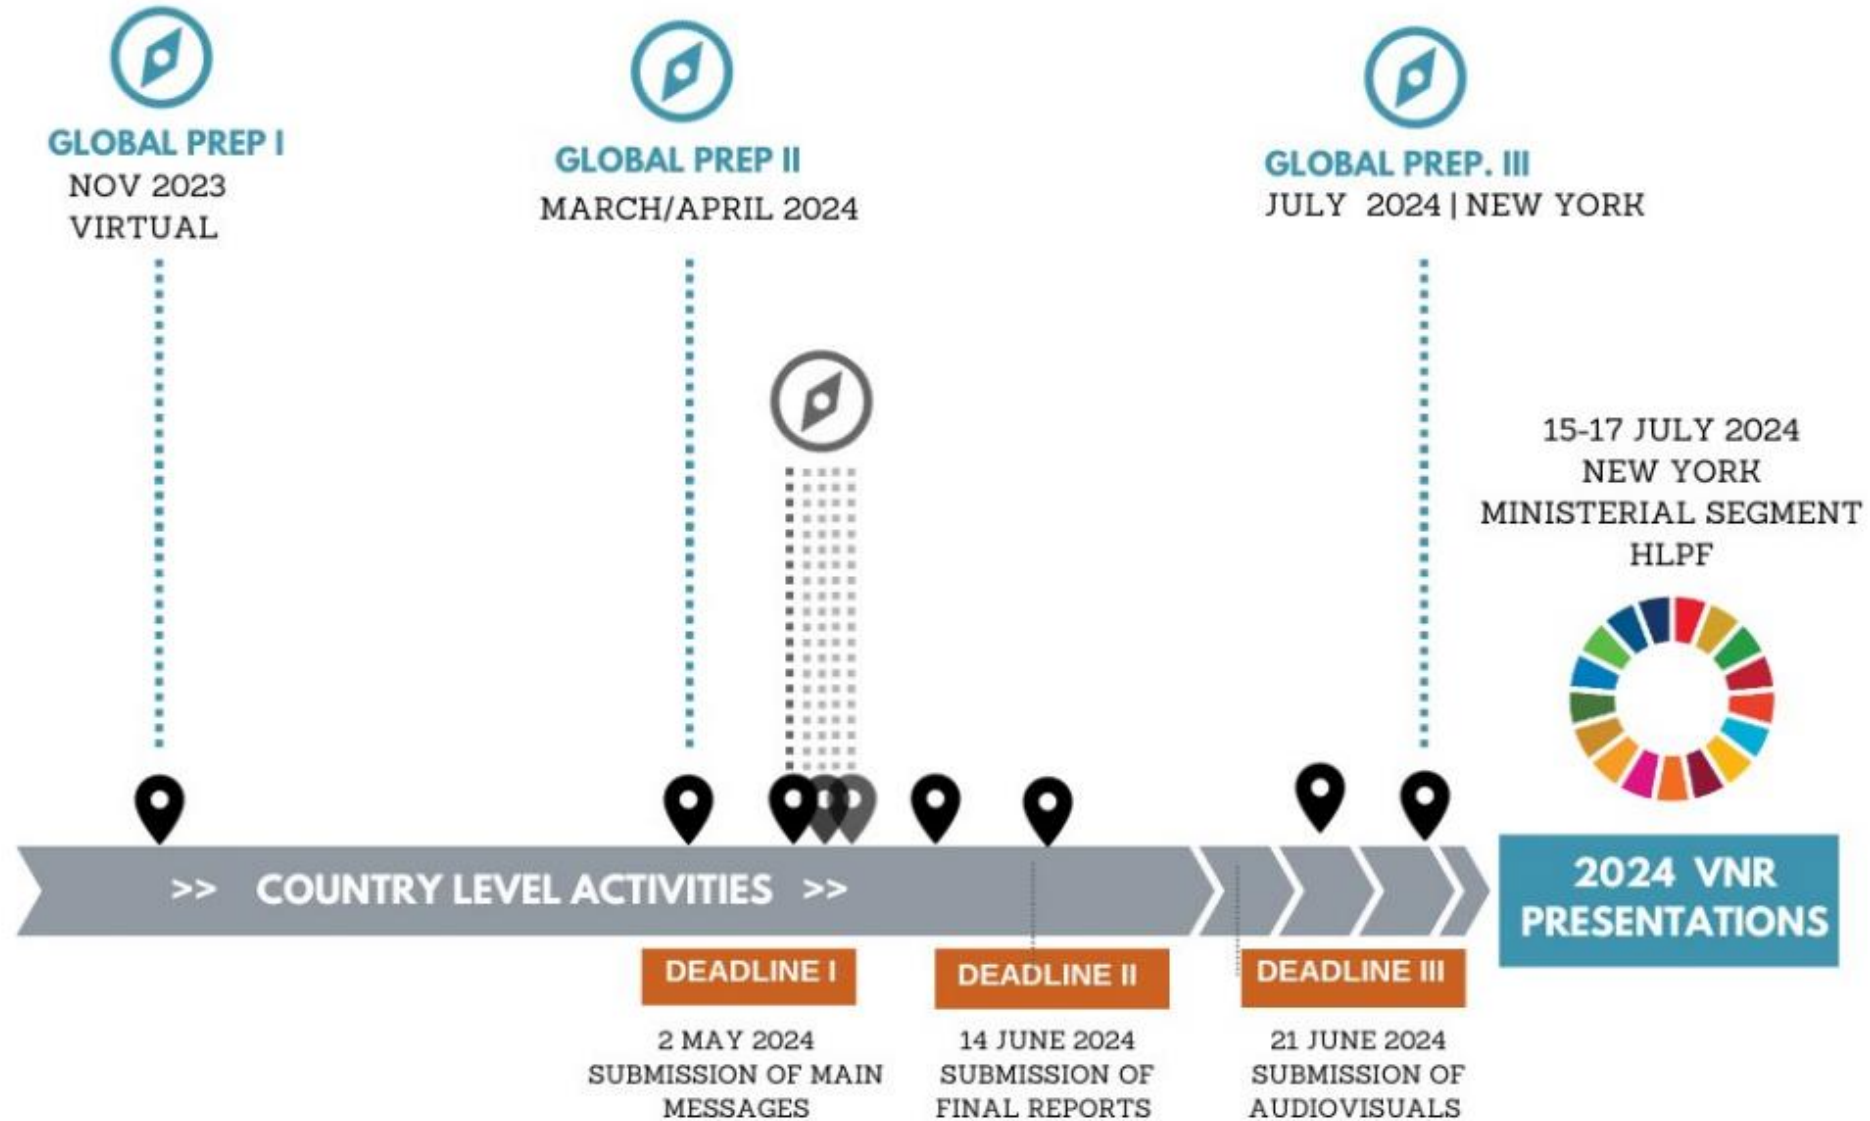 GLOBAL PREP I
NOV 2023
VIRTUAL
GLOBAL PREP II
MARCH/APRIL 2024
GLOBAL PREP. III
JULY 2024 | NEW YORK
15-17 JULY 2024
NEW YORK
MINISTERIAL SEGMENT
HLPF
>> COUNTRY LEVEL ACTIVITIES >>
2024 VNR
PRESENTATIONS
DEADLINE I
2 MAY 2024
SUBMISSION OF MAIN
MESSAGES
DEADLINE II
14 JUNE 2024
SUBMISSION OF
FINAL REPORTS
DEADLINE III
21 JUNE 2024
SUBMISSION OF
AUDIOVISUALS